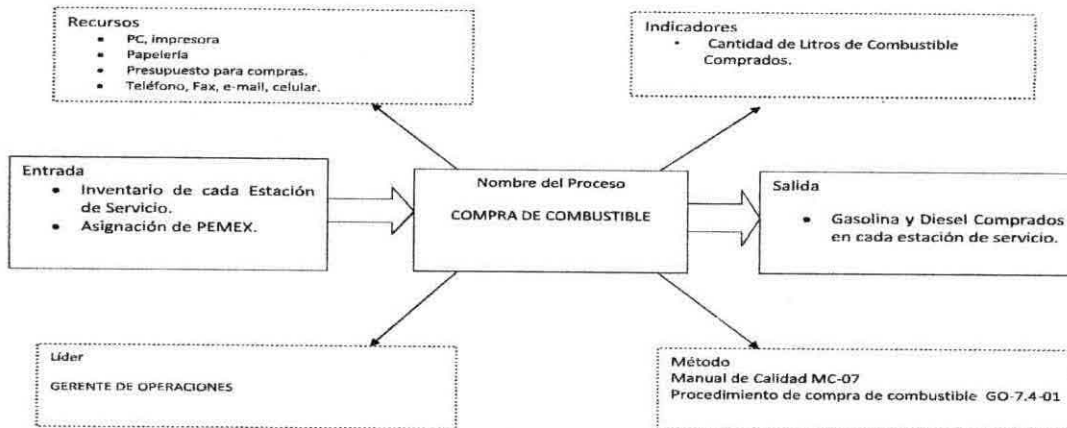 Recursos
• PC, impresora
• Papelería
• Presupuesto para compras.
• Teléfono, Fax, e-mail, celular.
Indicadores
• Cantidad de Litros de Combustible
Comprados.
Entrada
• Inventario de cada Estación
de Servicio.
• Asignación de PEMEX.
Nombre del Proceso
COMPRA DE COMBUSTIBLE
Salida
• Gasolina y Diesel Comprados
en cada estación de servicio.
Líder
GERENTE DE OPERACIONES
Método
Manual de Calidad MC-07
Procedimiento de compra de combustible GO-7.4-01